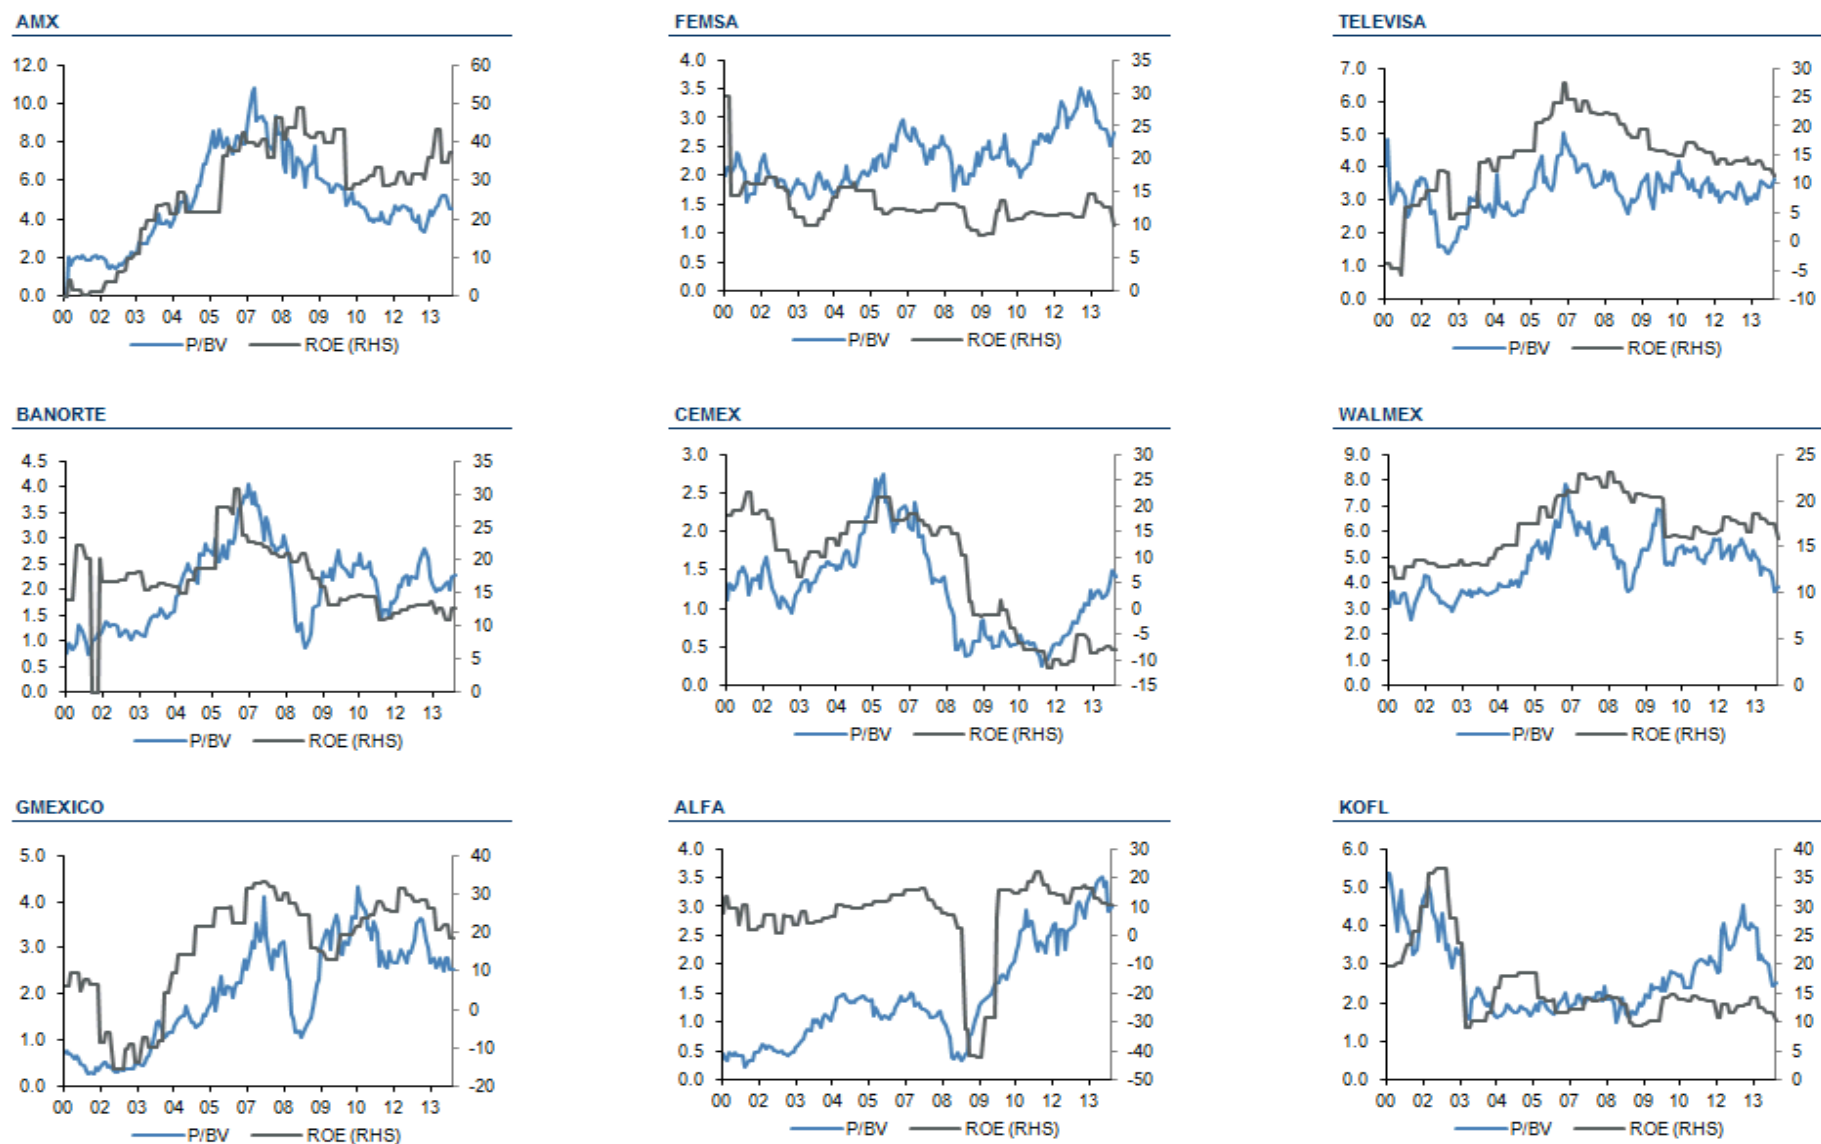 AMX
12.0 60
10.0 50
8.0 40
6.0 30
4.0 20
2.0 10
0.0 0
00 02 03 04 05 07 08 09 10 12 13
P/BV ROE (RHS)
FEMSA
4.0 35
3.5 30
3.0 25
2.5 20
2.0 15
1.5 10
1.0 5
0.5 0
0.0
00 02 03 04 05 07 08 09 10 12 13
P/BV ROE (RHS)
TELEVISA
7.0 30
6.0 25
5.0 20
4.0 15
3.0 10
2.0 5
1.0 0
0.0 -5
-10
00 02 03 04 05 07 08 09 10 12 13
P/BV ROE (RHS)
BANORTE
4.5 35
4.0 30
3.5 25
3.0 20
2.5 15
2.0 10
1.5 5
1.0 0
0.5
0.0
00 02 03 04 05 07 08 09 10 12 13
P/BV ROE (RHS)
CEMEX
3.0 30
2.5 25
2.0 20
1.5 15
1.0 10
0.5 5
0.0 0
-5
-10
-15
00 02 03 04 05 07 08 09 10 12 13
P/BV ROE (RHS)
WALMEX
9.0 25
8.0 20
7.0 15
6.0 10
5.0 5
4.0 0
3.0
2.0
1.0
0.0
00 02 03 04 05 07 08 09 10 12 13
P/BV ROE (RHS)
GMEXICO
5.0 40
4.0 30
3.0 20
2.0 10
1.0 0
0.0 -10
-20
00 02 03 04 05 07 08 09 10 12 13
P/BV ROE (RHS)
ALFA
4.0 30
3.5 20
3.0 10
2.5 0
2.0 -10
1.5 -20
1.0 -30
0.5 -40
0.0 -50
00 02 03 04 05 07 08 09 10 12 13
P/BV ROE (RHS)
KOFL
6.0 40
5.0 35
4.0 30
3.0 25
2.0 20
1.0 15
0.0 10
5
0
00 02 03 04 05 07 08 09 10 12 13
P/BV ROE (RHS)